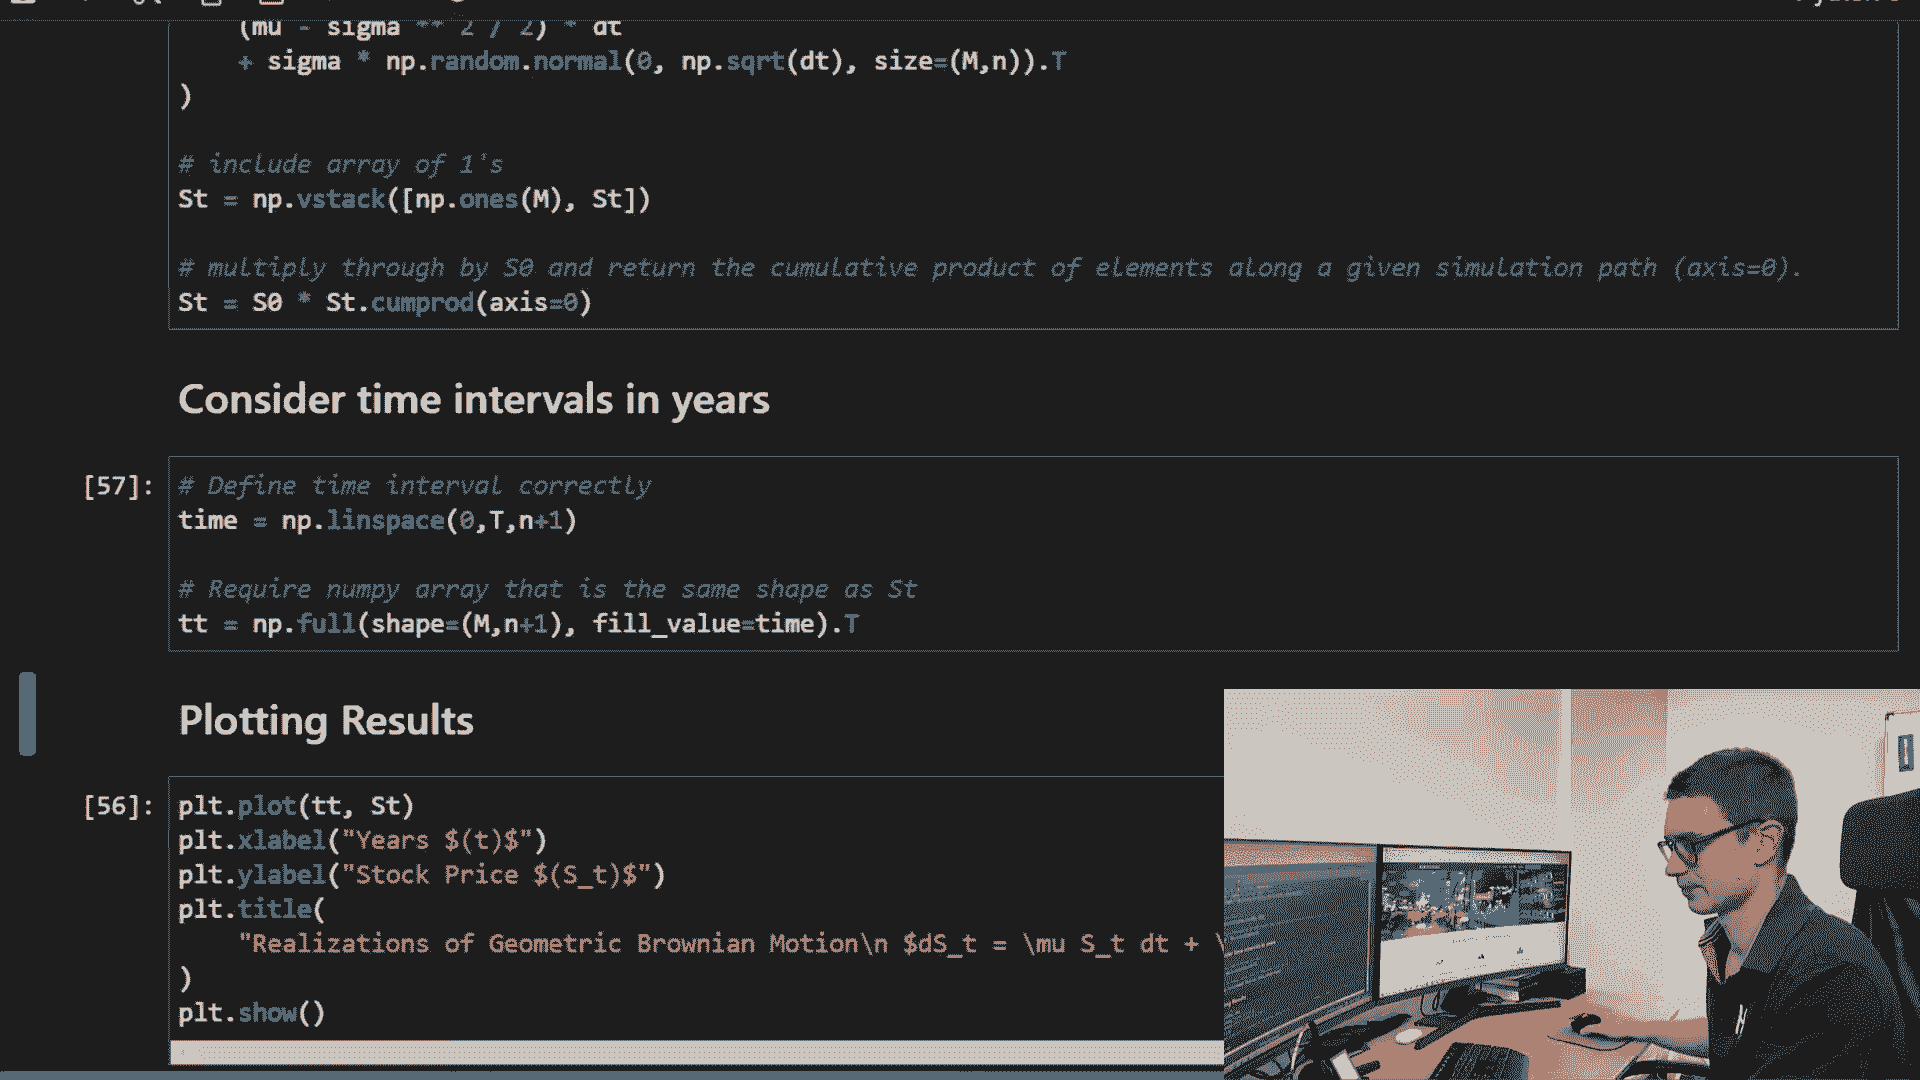 (mu - sigma ** 2 / 2) * dt
+ sigma * np.random.normal(0, np.sqrt(dt), size=(M,n)).T
)
# include array of 1's
St = np.vstack([np.ones(M), St])
# multiply through by S0 and return the cumulative product of elements along a given simulation path (axis=0).
St = S0 * St.cumprod(axis=0)
Consider time intervals in years
[57]:
# Define time interval correctly
time = np.linspace(0,T,n+1)
# Require numpy array that is the same shape as St
tt = np.full(shape=(M,n+1), fill_value=time).T
Plotting Results
[56]:
plt.plot(tt, St)
plt.xlabel("Years $(t)$")
plt.ylabel("Stock Price $(S_t)$")
plt.title(
"Realizations of Geometric Brownian Motion\n $dS_t = \mu S_t dt + \
)
plt.show()